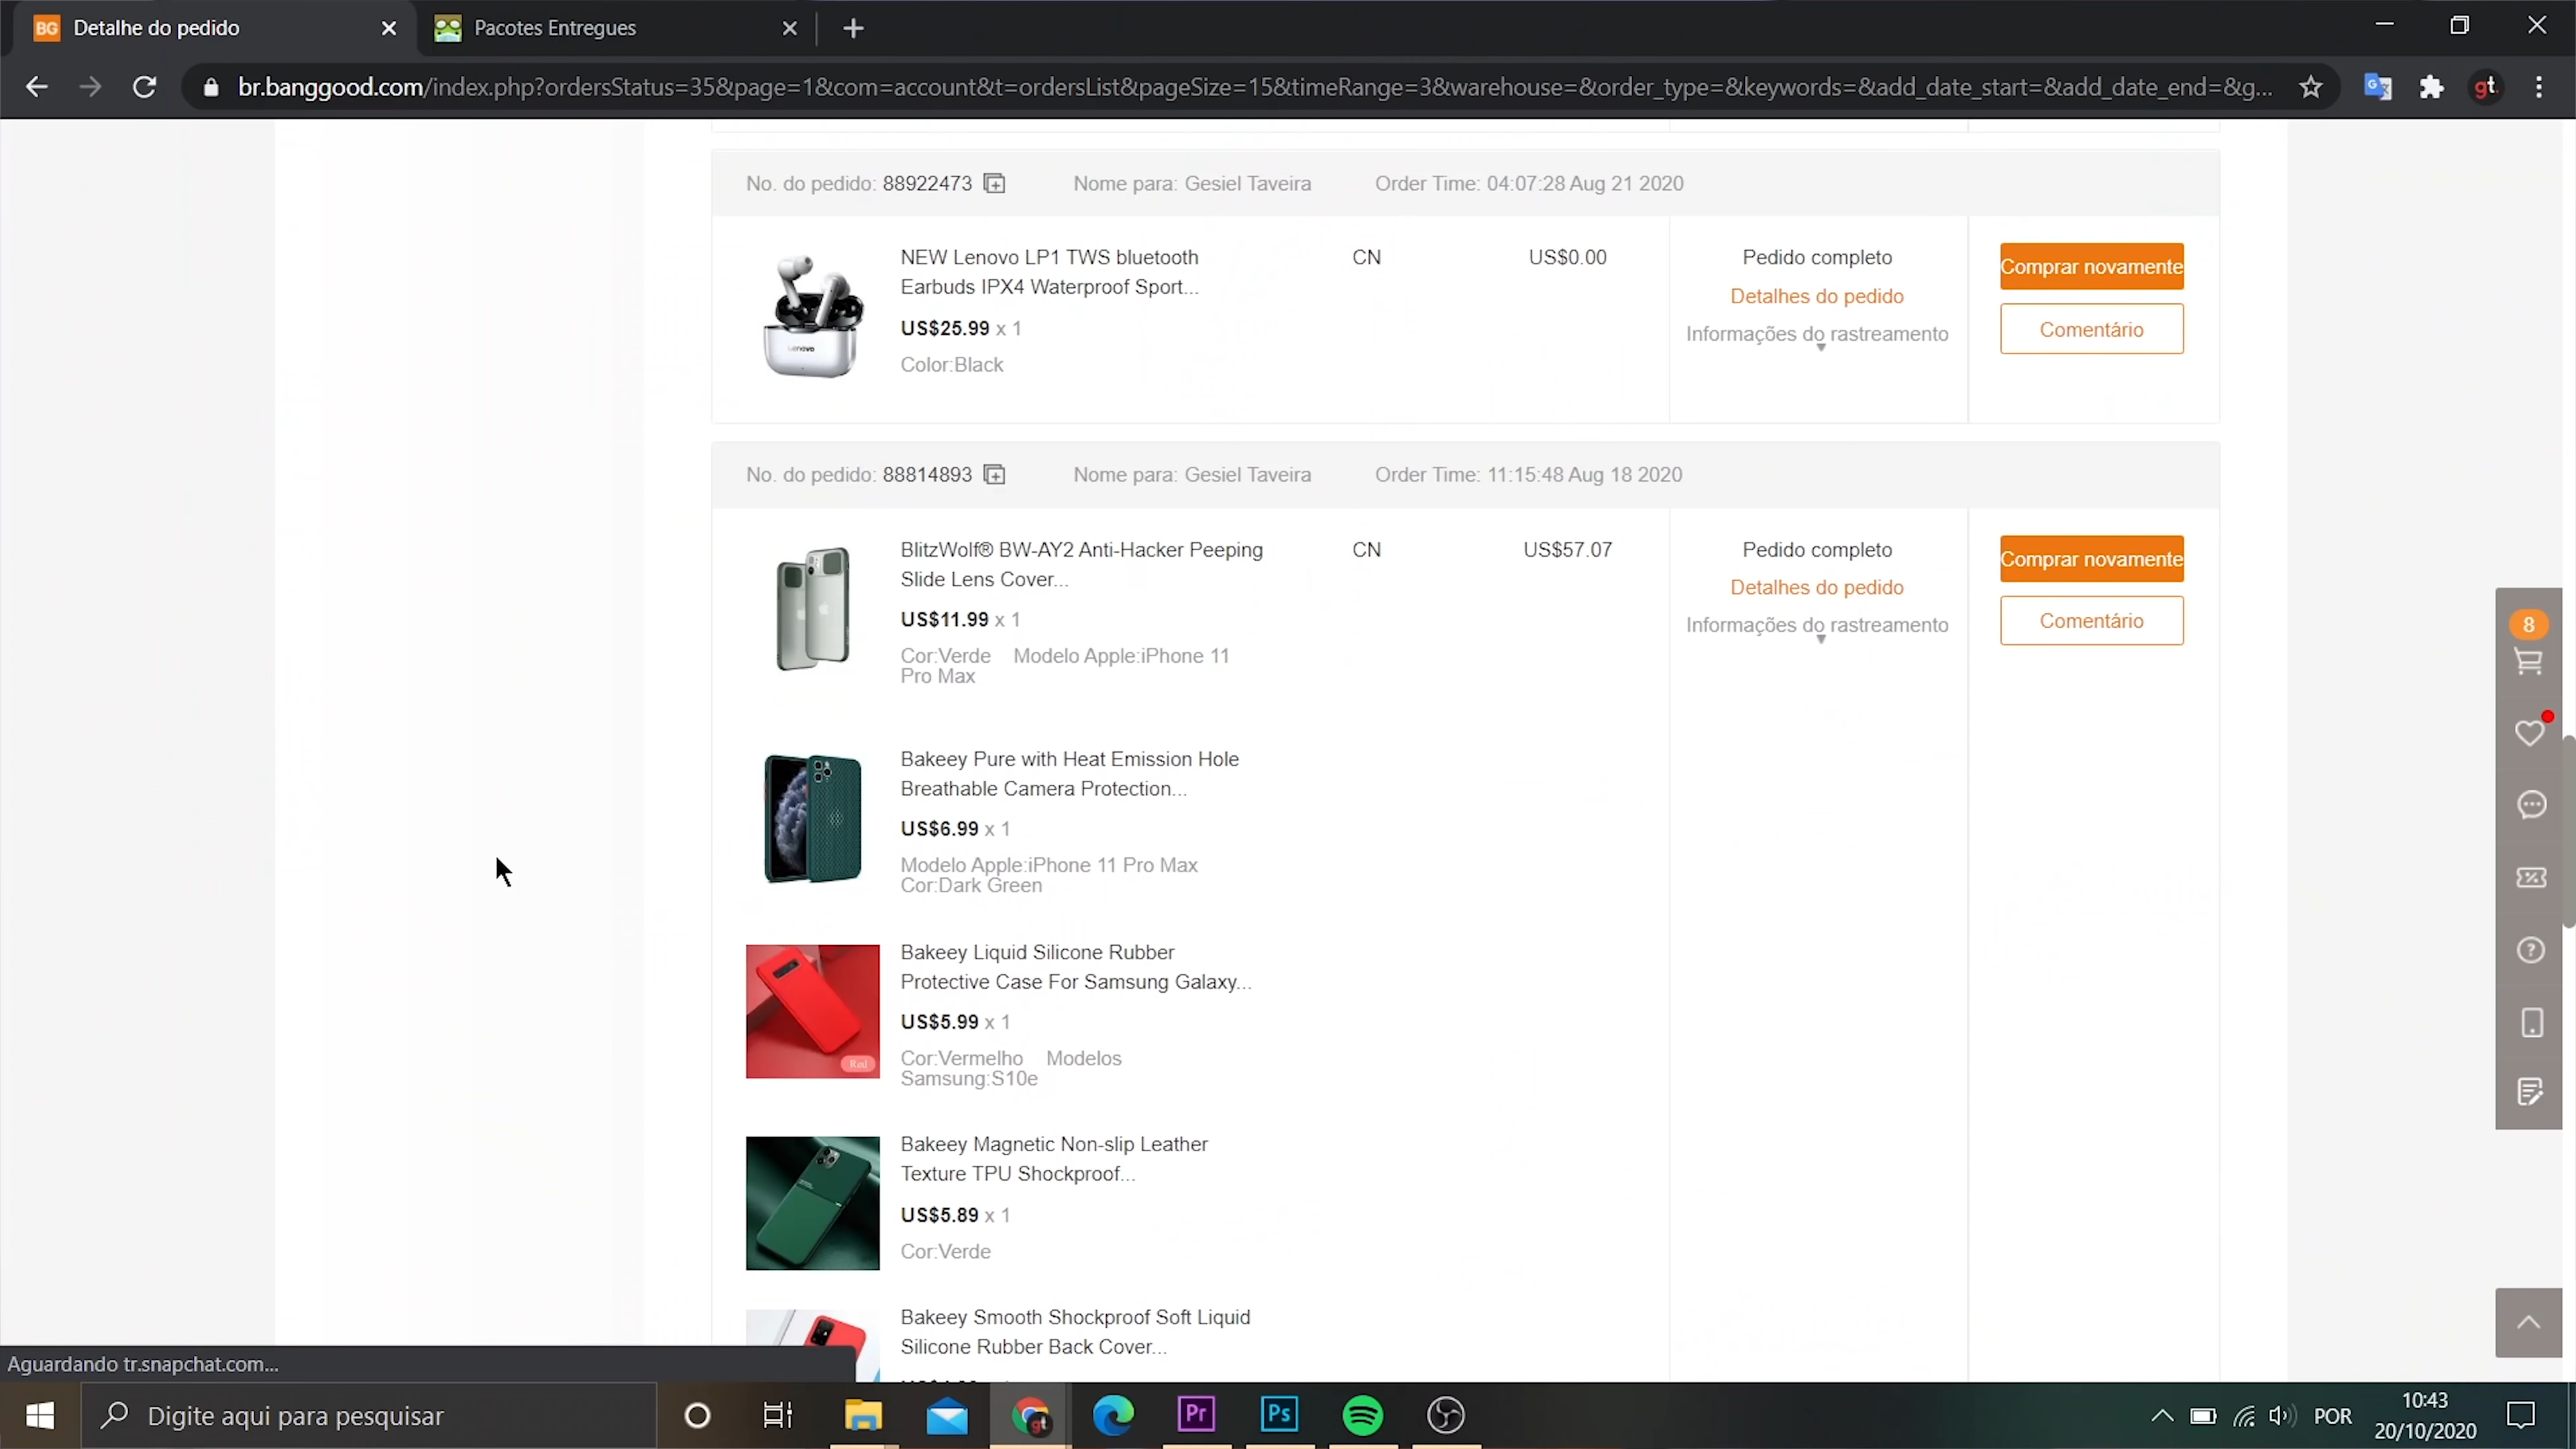 BG Detalhe do pedido
Pacotes Entregues
br.banggood.com/index.php?ordersStatus=35&page=1&com=account&t=ordersList&pageSize=15&timeRange=3&warehouse=&order_type=&keywords=&add_date_start=&add_date_end=&g...
gt.
No. do pedido: 88922473 Nome para: Gesiel Taveira Order Time: 04:07:28 Aug 21 2020
NEW Lenovo LP1 TWS bluetooth
Earbuds IPX4 Waterproof Sport...
US$25.99 x 1
Color:Black
Lenovo
CN
US$0.00
Pedido completo
Detalhes do pedido
Informações do rastreamento
Comprar novamente
Comentário
No. do pedido: 88814893 Nome para: Gesiel Taveira Order Time: 11:15:48 Aug 18 2020
BlitzWolf® BW-AY2 Anti-Hacker Peeping
Slide Lens Cover...
US$11.99 x 1
Cor:Verde Modelo Apple:iPhone 11
Pro Max
CN
US$57.07
Pedido completo
Detalhes do pedido
Informações do rastreamento
Comprar novamente
Comentário
8
Bakeey Pure with Heat Emission Hole
Breathable Camera Protection...
US$6.99 x 1
Modelo Apple:iPhone 11 Pro Max
Cor:Dark Green
Bakeey Liquid Silicone Rubber
Protective Case For Samsung Galaxy...
US$5.99 x 1
Cor:Vermelho Modelos
Samsung:S10e
Red
Bakeey Magnetic Non-slip Leather
Texture TPU Shockproof...
US$5.89 x 1
Cor:Verde
Bakeey Smooth Shockproof Soft Liquid
Silicone Rubber Back Cover...
Aguardando tr.snapchat.com...
Digite aqui para pesquisar
Pr
Ps
POR
10:43
20/10/2020